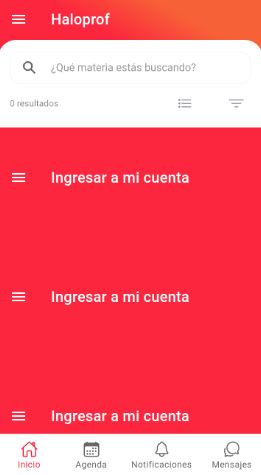 Haloprof
¿Qué materia estás buscando?
0 resultados
Ingresar a mi cuenta
Ingresar a mi cuenta
Ingresar a mi cuenta
Inicio Agenda Notificaciones Mensajes